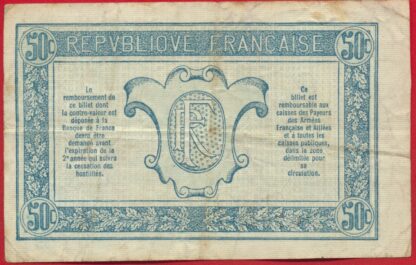 50c
REPVBLIQVE FRANÇAISE
50c
Le
remboursement de
ce billet dont
la contre-valeur est
déposée à la
Banque de France
devra être
demandé avant
l'expiration de la
2e année qui suivra
la cessation des
hostilités.
RF
Ce
billet est
remboursable aux
caisses des Payeurs
des Armées
Française et Alliées
et à toutes les
caisses publiques,
dans la zone
délimitée pour
sa
circulation.
50c
50c